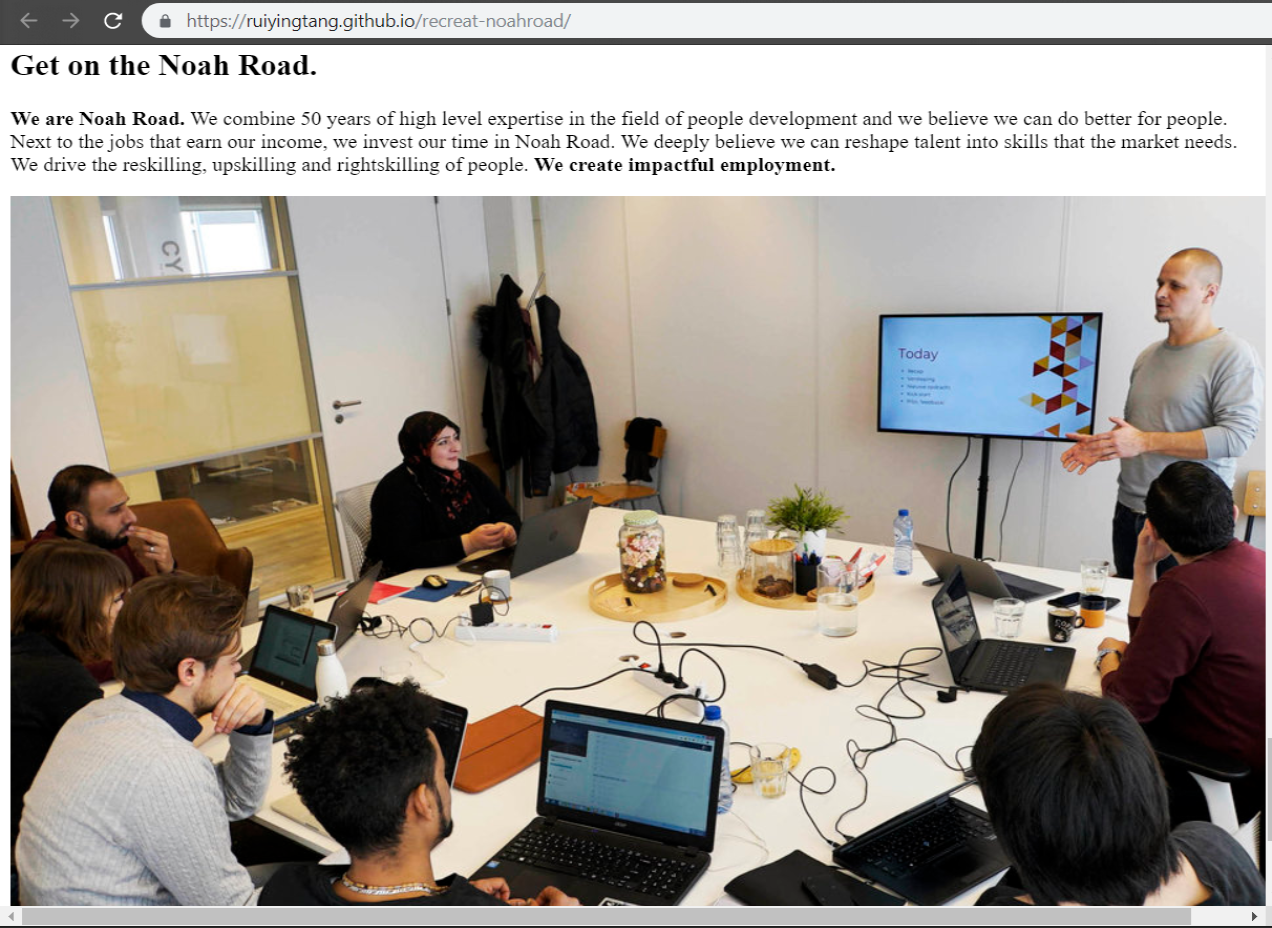 https://ruiyingtang.github.io/recreat-noahroad/
Get on the Noah Road.
We are Noah Road. We combine 50 years of high level expertise in the field of people development and we believe we can do better for people.
Next to the jobs that earn our income, we invest our time in Noah Road. We deeply believe we can reshape talent into skills that the market needs.
We drive the reskilling, upskilling and rightskilling of people. We create impactful employment.
CY
Today